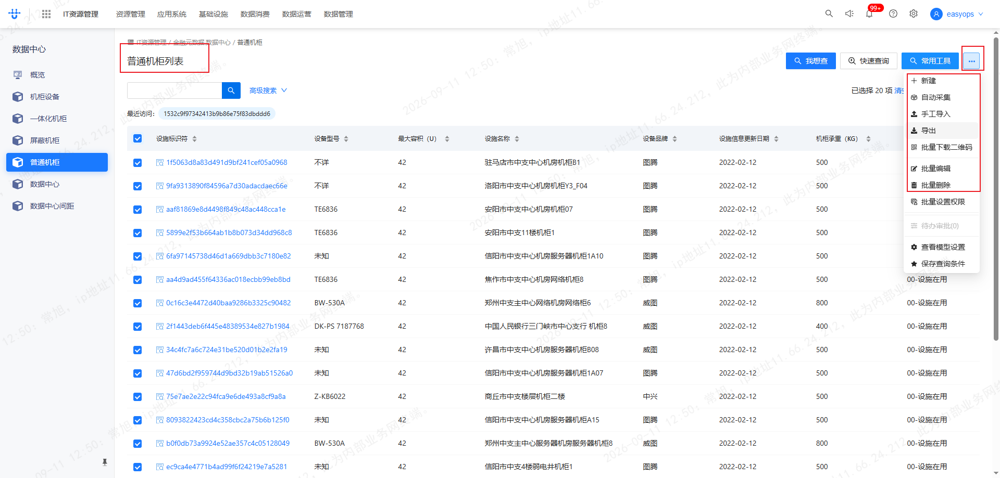 IT资源管理 资源管理 应用系统 基础设施 数据消费 数据运营 数据管理 99+ easyops
数据中心
概览
机柜设备
一体化机柜
屏蔽机柜
普通机柜
数据中心
数据中心间距
IT资源管理 / 金融元数据.数据中心 / 普通机柜
普通机柜列表
我想查 快速查询 常用工具 ···
高级搜索 已选择 20 项 清空
最近访问: 1532c9f97342413b9b86e75f83dbddd6
新建
自动采集
手工导入
导出
批量下载二维码
批量编辑
批量删除
批量设置权限
待办审批(0)
查看模型设置
保存查询条件
设施标识符 设备型号 最大容积（U） 设施名称 设备品牌 设施信息更新日期 机柜承重（KG）
1f5063d8a83d491d9bf241cef05a0968 不详 42 驻马店市中支中心机房机柜B1 图腾 2022-02-12 500
9fa9313890f84596a7d30adacdaec66e 不详 42 洛阳市中支中心机房机柜Y3_F04 图腾 2022-02-12 500
aaf81869e8d4498f849c48ac448cca1e TE6836 42 安阳市中支中心机房机柜07 图腾 2022-02-12 500
5899e2f53b664ab1b8b073d34dd968c8 TE6836 42 安阳市中支11楼机柜1 图腾 2022-02-12 500
6fa97145738d46d1a669dbb3c7180e82 未知 42 信阳市中支中心机房服务器机柜1A10 图腾 2022-02-12 500
aa4d9ad455f64336ac018ecbb99eb8bd TE6836 42 焦作市中支中心机房网络机柜8 图腾 2022-02-12 500 00-设施在用
0c16c3e4472d40baa9286b3325c90482 BW-530A 42 郑州中支主中心网络机房网络柜6 威图 2022-02-12 800 00-设施在用
2f1443deb6f445e48389534e827b1984 DK-PS 7187768 42 中国人民银行三门峡市中心支行 机柜8 威图 2022-02-12 400 00-设施在用
34c4fc7a6c724e31be520d01b2e2fa19 未知 42 许昌市中支中心机房服务器机柜B08 威图 2022-02-12 500 00-设施在用
47d6bd2f959744d9bd32b19ab51526a0 未知 42 信阳市中支中心机房服务器机柜1A07 图腾 2022-02-12 500 00-设施在用
75e7ae2e22c94fca9e6de493a8cf9a8a Z-KB6022 42 商丘市中支楼层机柜二楼 中兴 2022-02-12 500 00-设施在用
8093822423cd4c358cbc2a75b6b125f0 未知 42 信阳市中支中心机房服务器机柜A15 图腾 2022-02-12 500 00-设施在用
b0f0db73a9924e52ae357c4c05128049 BW-530A 42 郑州中支主中心服务器机房服务器机柜8 威图 2022-02-12 800 00-设施在用
ec9ca4e4771b4ad99f6f24219e7a5281 未知 42 信阳市中支4楼弱电井机柜1 图腾 2022-02-12 500 00-设施在用
2026-09-11 12:50: 常旭，ip地址11.66.24.212，此为内部业务网终端。